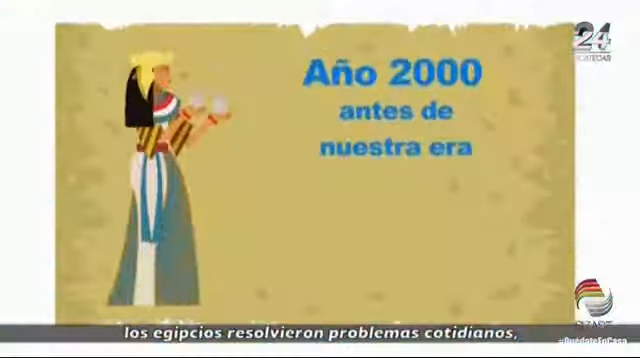 Año 2000
antes de
nuestra era
24
los egipcios resolvieron problemas cotidianos,
#QuédateEnCasa